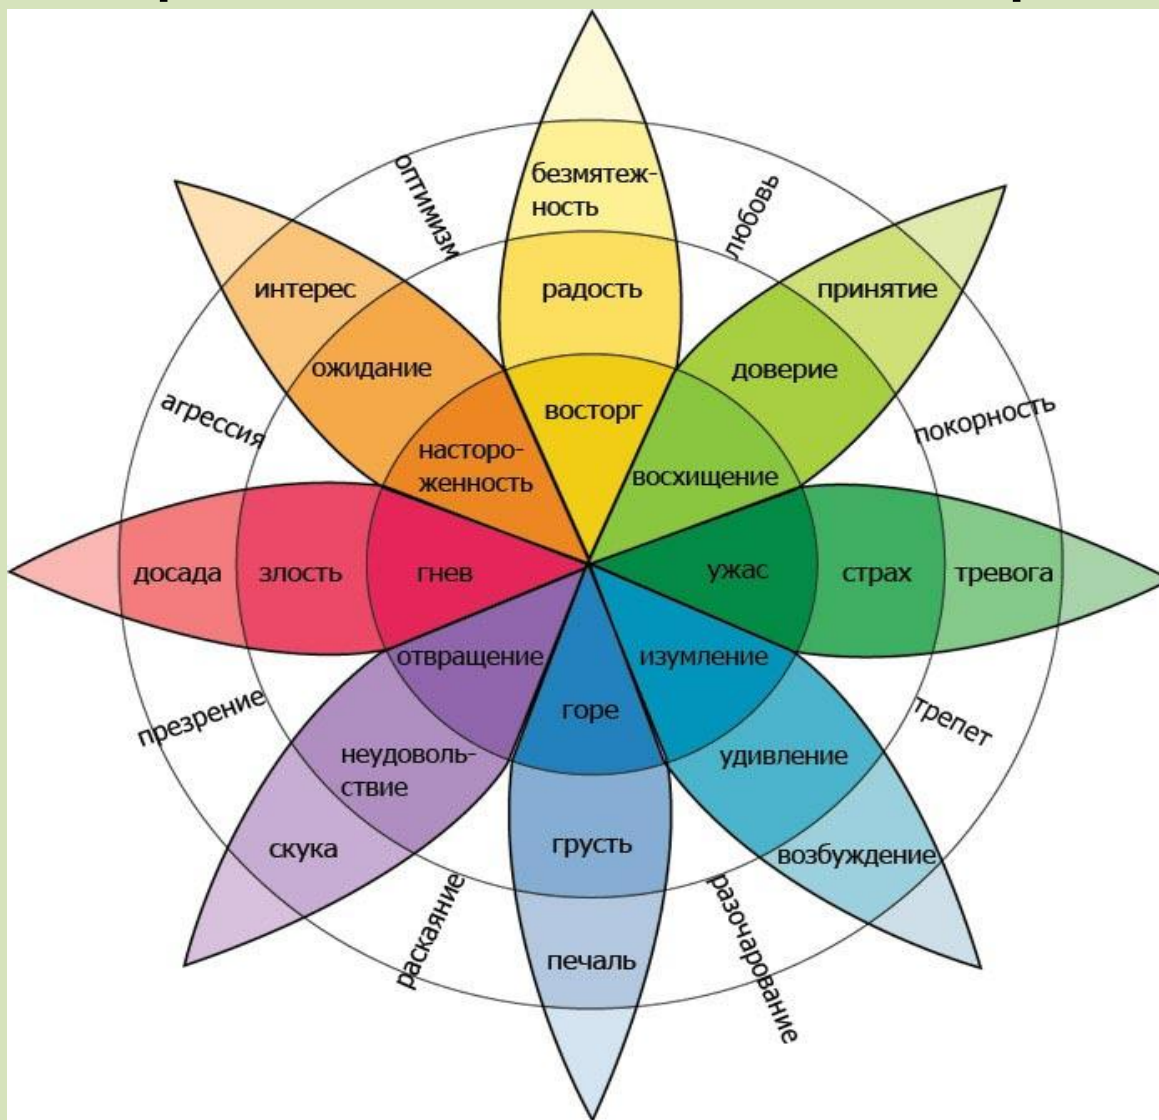 безмятеж-
ность
оптимизм
любовь
интерес
радость
принятие
ожидание
доверие
агрессия
восторг
покорность
насторо-
женность
восхищение
досада
злость
гнев
ужас
страх
тревога
отвращение
изумление
презрение
горе
трепет
неудоволь-
ствие
удивление
скука
грусть
возбуждение
раскаяние
разочарование
печаль